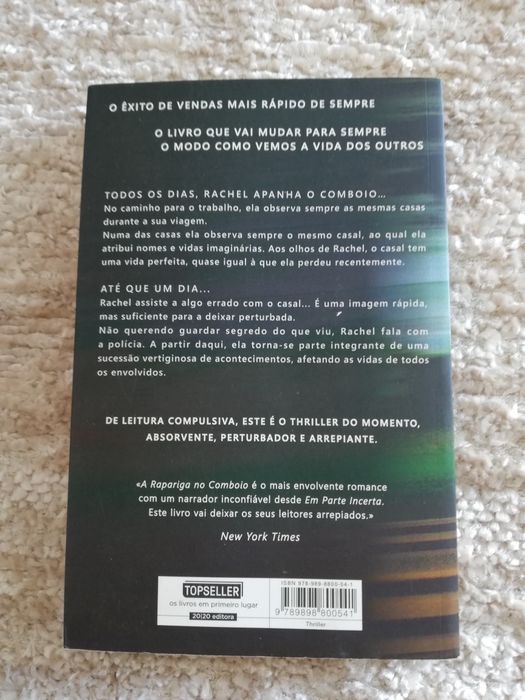 O ÊXITO DE VENDAS MAIS RÁPIDO DE SEMPRE
O LIVRO QUE VAI MUDAR PARA SEMPRE
O MODO COMO VEMOS A VIDA DOS OUTROS
TODOS OS DIAS, RACHEL APANHA O COMBOIO...
No caminho para o trabalho, ela observa sempre as mesmas casas
durante a sua viagem.
Numa das casas ela observa sempre o mesmo casal, ao qual ela
atribui nomes e vidas imaginárias. Aos olhos de Rachel, o casal tem
uma vida perfeita, quase igual à que ela perdeu recentemente.
ATÉ QUE UM DIA...
Rachel assiste a algo errado com o casal... É uma imagem rápida,
mas suficiente para a deixar perturbada.
Não querendo guardar segredo do que viu, Rachel fala com
a polícia. A partir daqui, ela torna-se parte integrante de uma
sucessão vertiginosa de acontecimentos, afetando as vidas de todos
os envolvidos.
DE LEITURA COMPULSIVA, ESTE É O THRILLER DO MOMENTO,
ABSORVENTE, PERTURBADOR E ARREPIANTE.
«A Rapariga no Comboio é o mais envolvente romance
com um narrador inconfiável desde Em Parte Incerta.
Este livro vai deixar os seus leitores arrepiados.»
New York Times
TOPSELLER
os livros em primeiro lugar
20|20 editora
ISBN 978-989-8800-54-1
9 789898 800541
Thriller